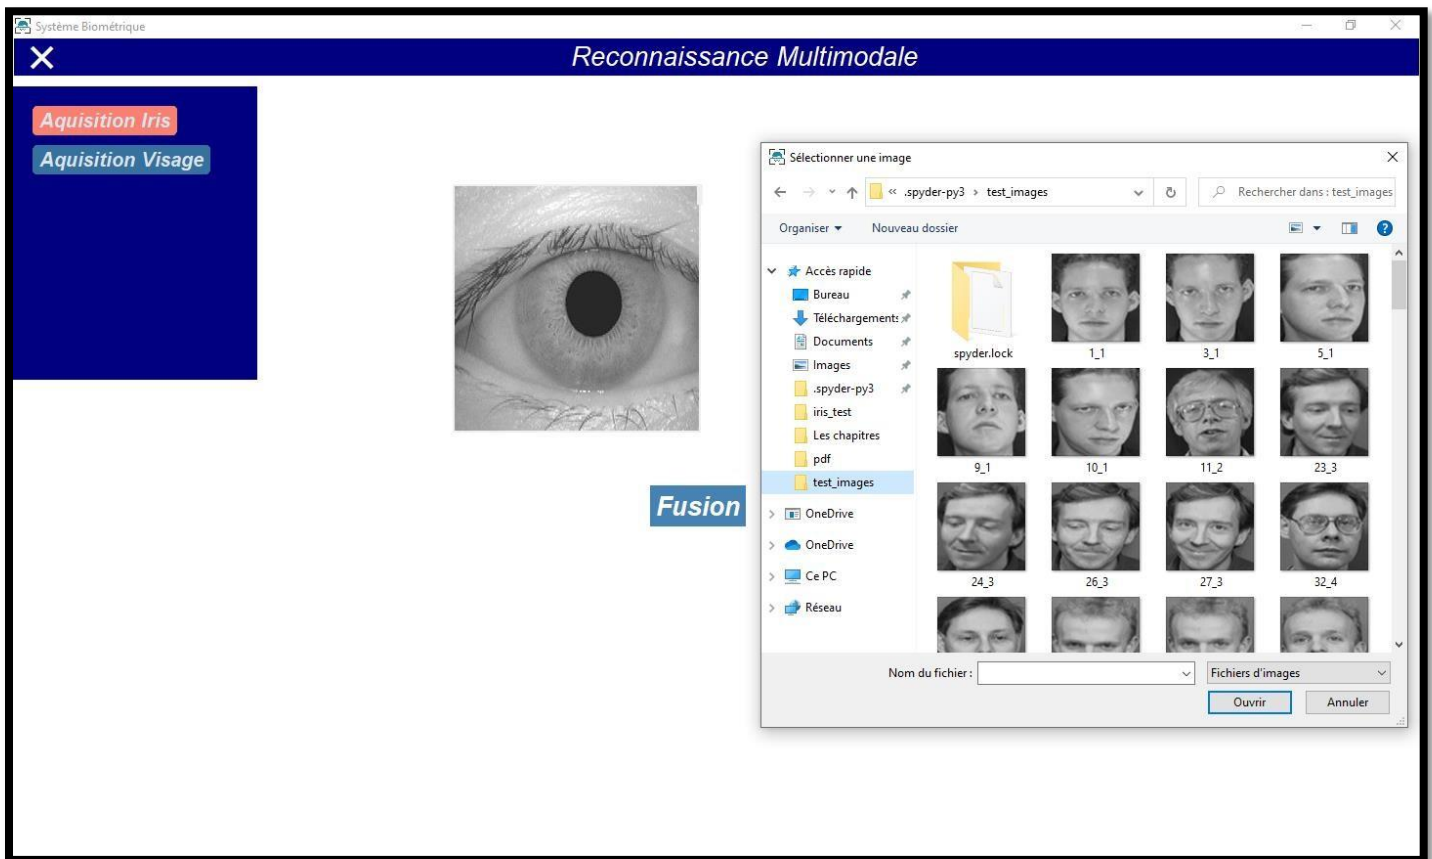 Système Biométrique
Reconnaissance Multimodale
Aquisition Iris
Aquisition Visage
Fusion
Sélectionner une image
« .spyder-py3 › test_images
Rechercher dans : test_images
Organiser
Nouveau dossier
Accès rapide
Bureau
Téléchargements
Documents
Images
.spyder-py3
iris_test
Les chapitres
pdf
test_images
OneDrive
OneDrive
Ce PC
Réseau
spyder.lock
1_1
3_1
5_1
9_1
10_1
11_2
23_3
24_3
26_3
27_3
32_4
Nom du fichier :
Fichiers d'images
Ouvrir
Annuler